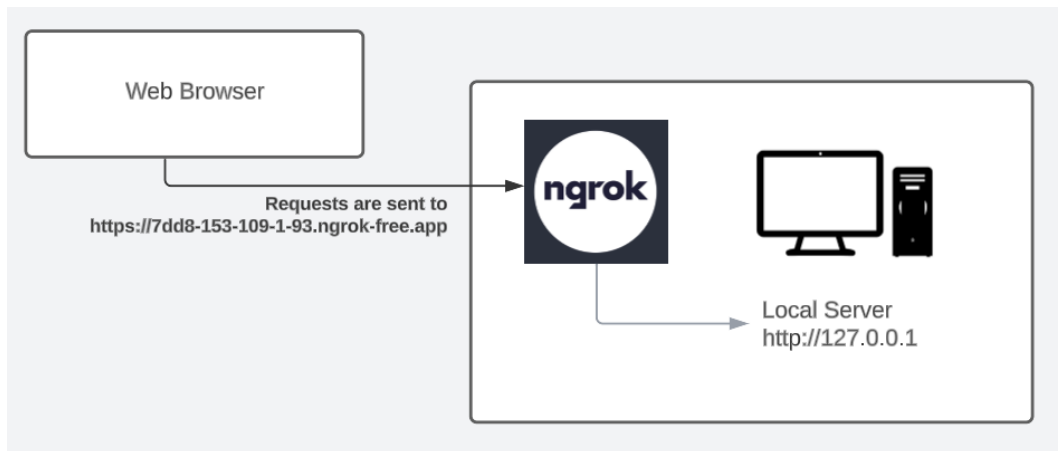 Web Browser
Requests are sent to
https://7dd8-153-109-1-93.ngrok-free.app
ngrok
Local Server
http://127.0.0.1